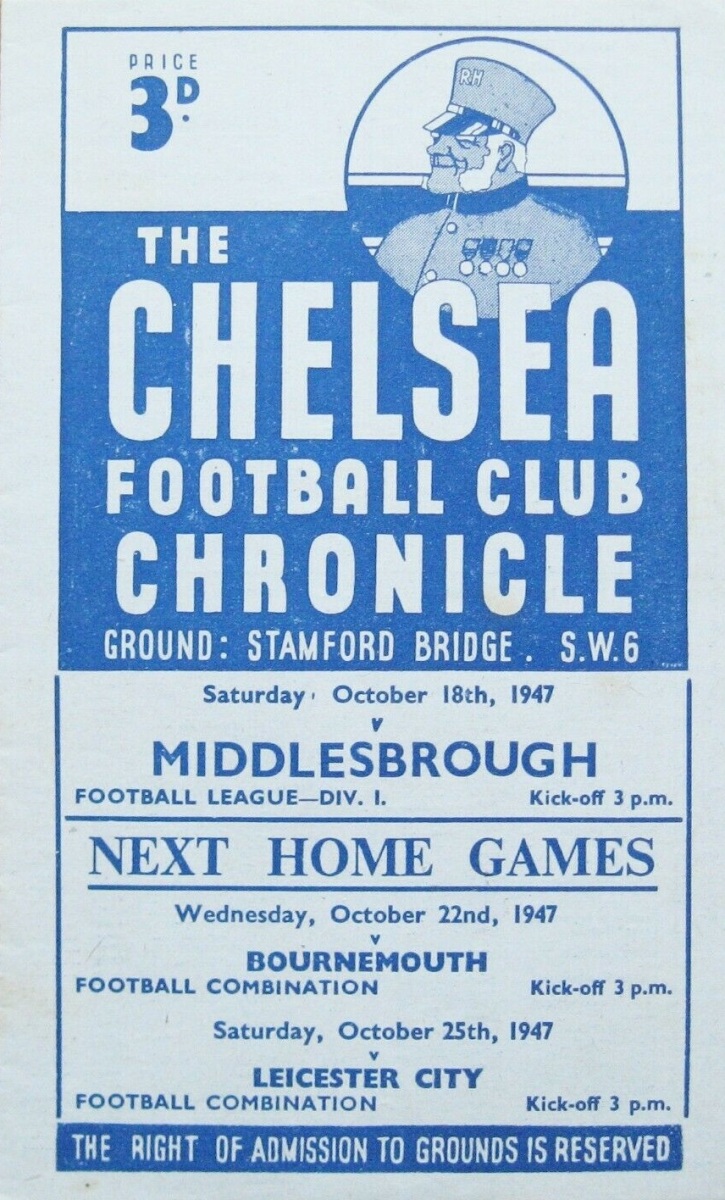 PRICE
3D.
RH
THE
CHELSEA
FOOTBALL CLUB
CHRONICLE
GROUND: STAMFORD BRIDGE. S.W.6
Saturday, October 18th, 1947
v
MIDDLESBROUGH
FOOTBALL LEAGUE—DIV. I. Kick-off 3 p.m.
NEXT HOME GAMES
Wednesday, October 22nd, 1947
v
BOURNEMOUTH
FOOTBALL COMBINATION Kick-off 3 p.m.
Saturday, October 25th, 1947
v
LEICESTER CITY
FOOTBALL COMBINATION Kick-off 3 p.m.
THE RIGHT OF ADMISSION TO GROUNDS IS RESERVED